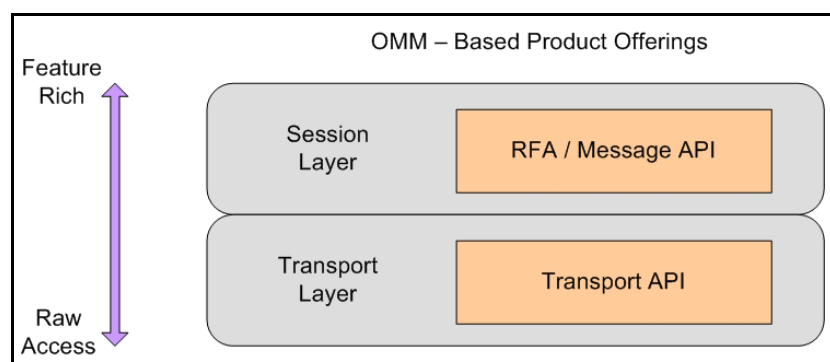 OMM – Based Product Offerings
Feature
Rich
Session
Layer
RFA / Message API
Transport
Layer
Transport API
Raw
Access